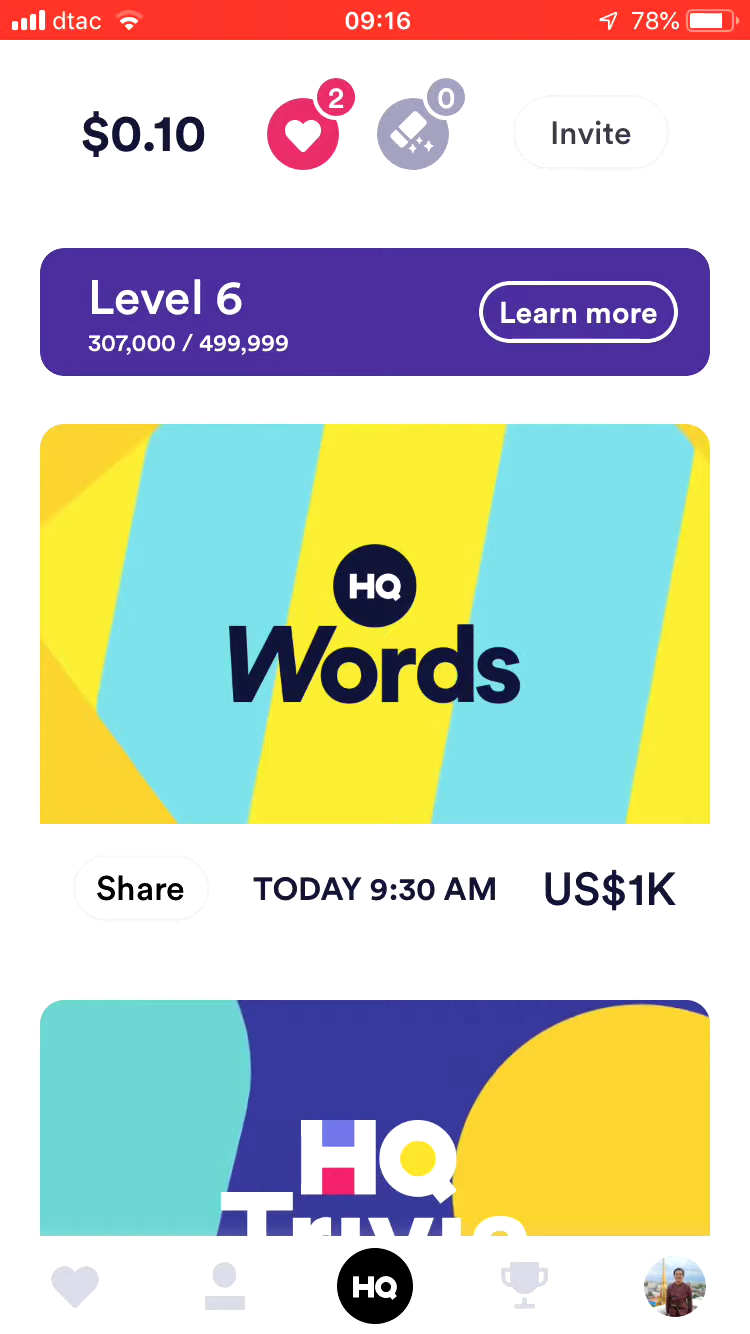 dtac 09:16 78%
$0.10 2 0 Invite
Level 6
307,000 / 499,999
Learn more
HQ
Words
Share TODAY 9:30 AM US$1K
HQ
Trivia
HQ